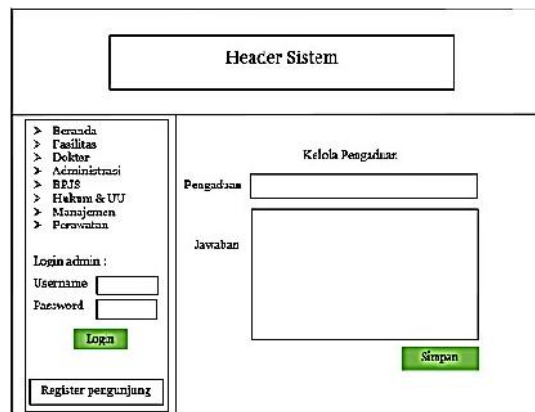 Header Sistem
➢ Beranda
➢ Fasilitas
➢ Dokter
➢ Administrasi
➢ BPJS
➢ Hukum & UU
➢ Manajemen
➢ Perawatan
Login admin :
Username
Password
Login
Register pengunjung
Kelola Pengaduan
Pengaduan
Jawaban
Simpan